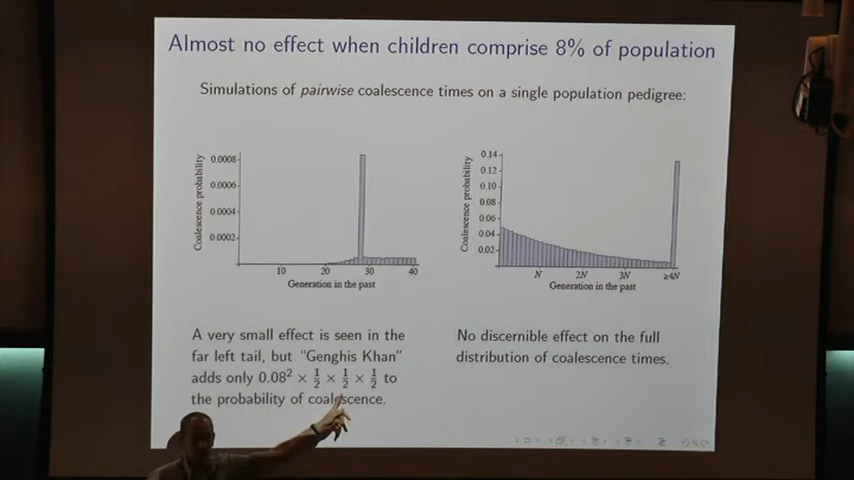 Almost no effect when children comprise 8% of population
Simulations of pairwise coalescence times on a single population pedigree:
Coalescence probability
0.0008
0.0006
0.0004
0.0002
10 20 30 40
Generation in the past
Coalescence probability
0.14
0.12
0.10
0.08
0.06
0.04
0.02
N 2N 3N ≥4N
Generation in the past
A very small effect is seen in the
far left tail, but "Genghis Khan"
adds only 0.08² × 1/2 × 1/2 × 1/2 to
the probability of coalescence.
No discernible effect on the full
distribution of coalescence times.